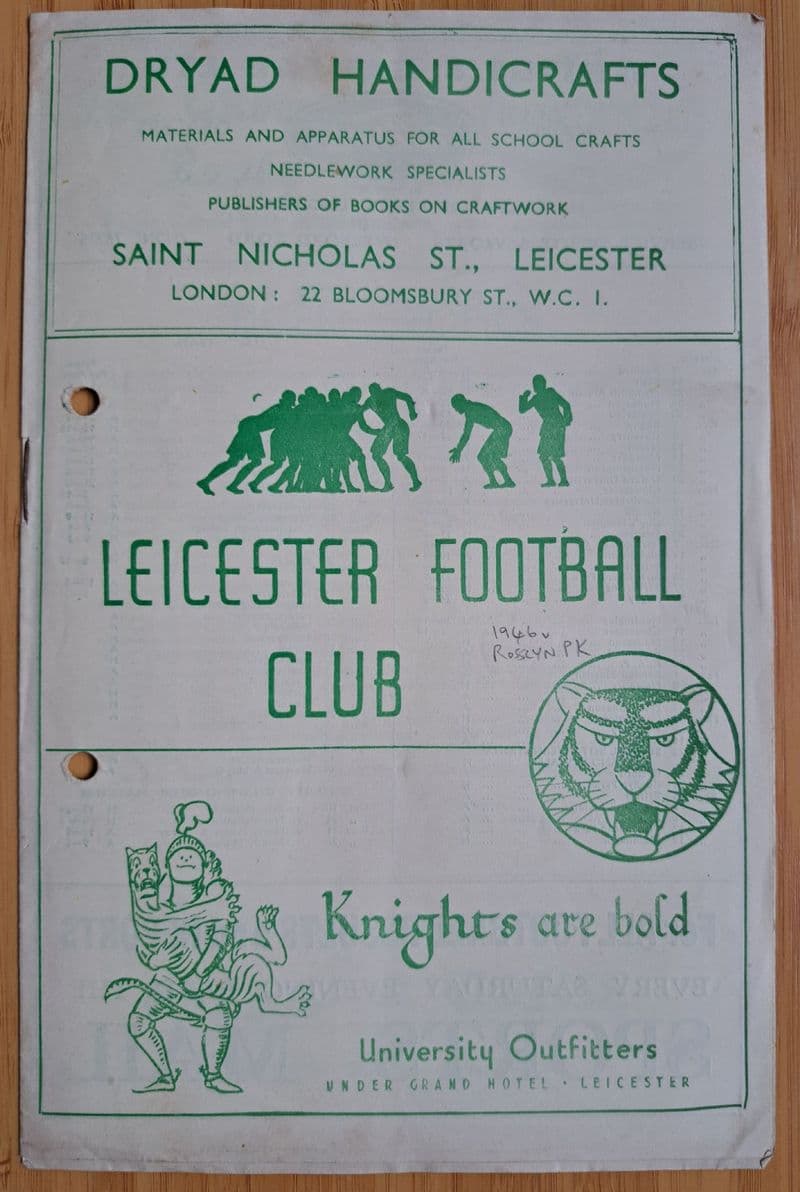 DRYAD HANDICRAFTS
MATERIALS AND APPARATUS FOR ALL SCHOOL CRAFTS
NEEDLEWORK SPECIALISTS
PUBLISHERS OF BOOKS ON CRAFTWORK
SAINT NICHOLAS ST., LEICESTER
LONDON : 22 BLOOMSBURY ST., W.C. 1.
LEICESTER FOOTBALL
CLUB
1946 v
ROSSLYN PK
Knights are bold
University Outfitters
UNDER GRAND HOTEL · LEICESTER